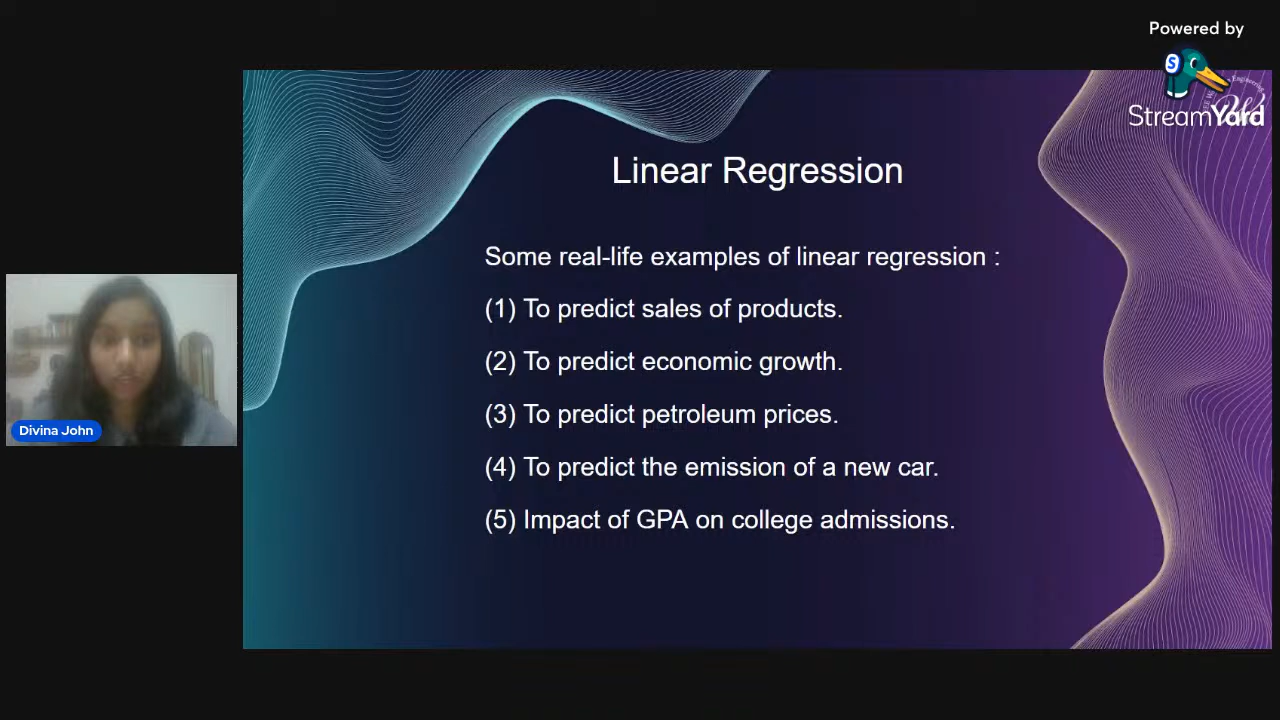 Powered by
StreamYard
Linear Regression
Some real-life examples of linear regression :
(1) To predict sales of products.
(2) To predict economic growth.
(3) To predict petroleum prices.
(4) To predict the emission of a new car.
(5) Impact of GPA on college admissions.
Divina John